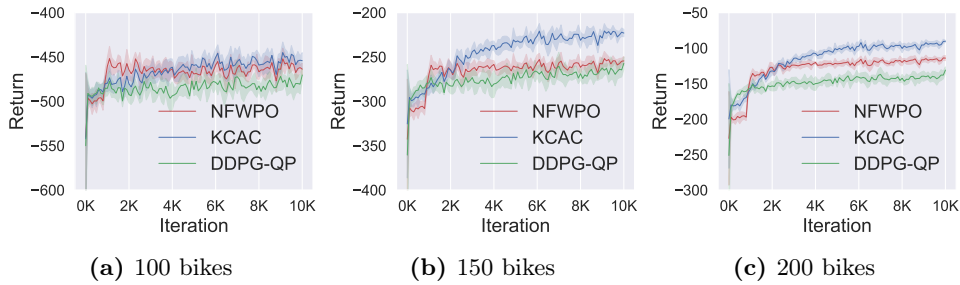 −400
−450
−500
−550
−600
Return
NFWPO
KCAC
DDPG-QP
0K 2K 4K 6K 8K 10K
Iteration
(a) 100 bikes
−200
−250
−300
−350
−400
Return
NFWPO
KCAC
DDPG-QP
0K 2K 4K 6K 8K 10K
Iteration
(b) 150 bikes
−50
−100
−150
−200
−250
−300
Return
NFWPO
KCAC
DDPG-QP
0K 2K 4K 6K 8K 10K
Iteration
(c) 200 bikes